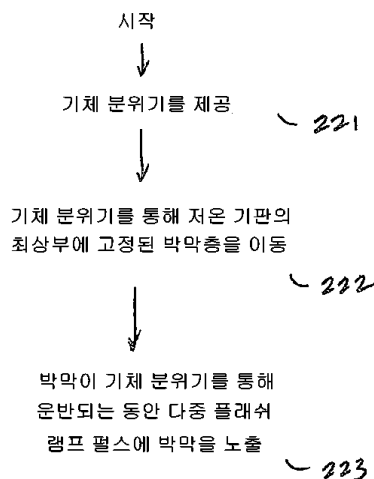 시작
기체 분위기를 제공
221
기체 분위기를 통해 저온 기판의
최상부에 고정된 박막층을 이동
222
박막이 기체 분위기를 통해
운반되는 동안 다중 플래쉬
램프 펄스에 박막을 노출
223